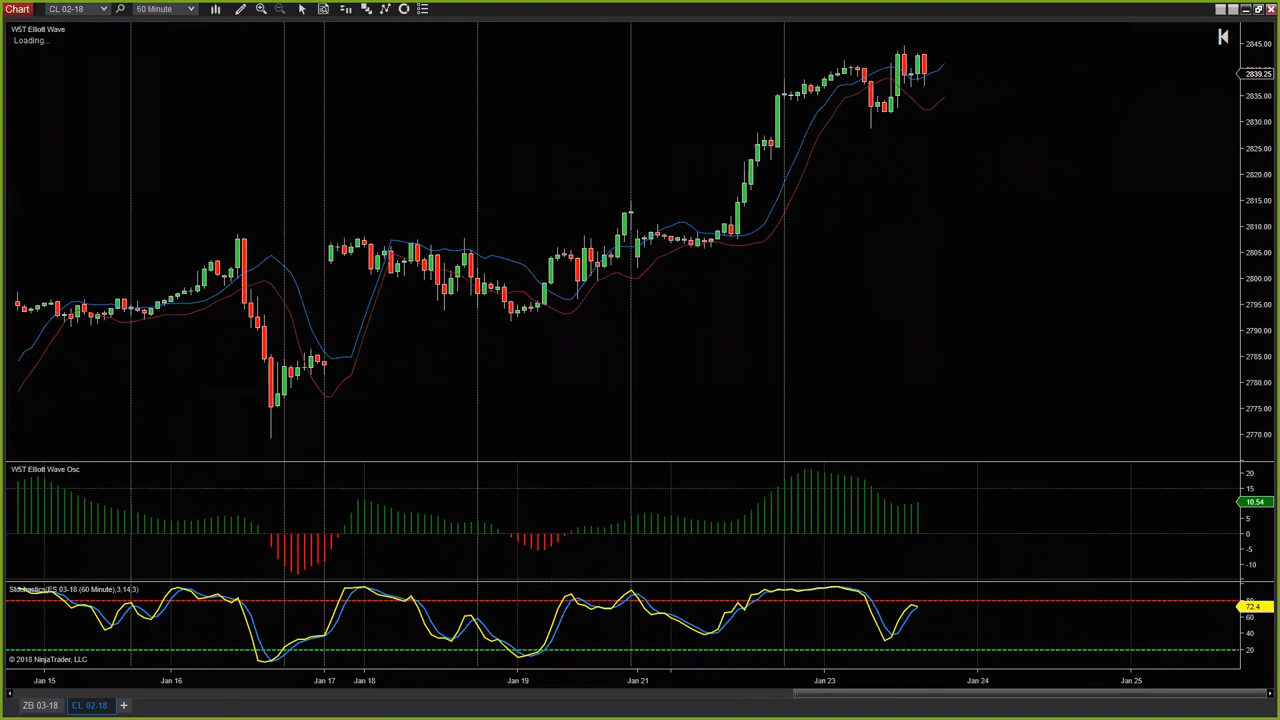 Chart
CL 02-18
60 Minute
W5T Elliott Wave
Loading...
2845.00
2839.25
2835.00
2830.00
2825.00
2820.00
2815.00
2810.00
2805.00
2800.00
2795.00
2790.00
2785.00
2780.00
2775.00
2770.00
W5T Elliott Wave Osc
20
15
10.54
5
0
-5
-10
Stochastics(ES 03-18 (60 Minute),3,14,3)
80
72.4
60
40
20
© 2018 NinjaTrader, LLC
Jan 15
Jan 16
Jan 17
Jan 18
Jan 19
Jan 21
Jan 23
Jan 24
Jan 25
ZB 03-18
CL 02-18